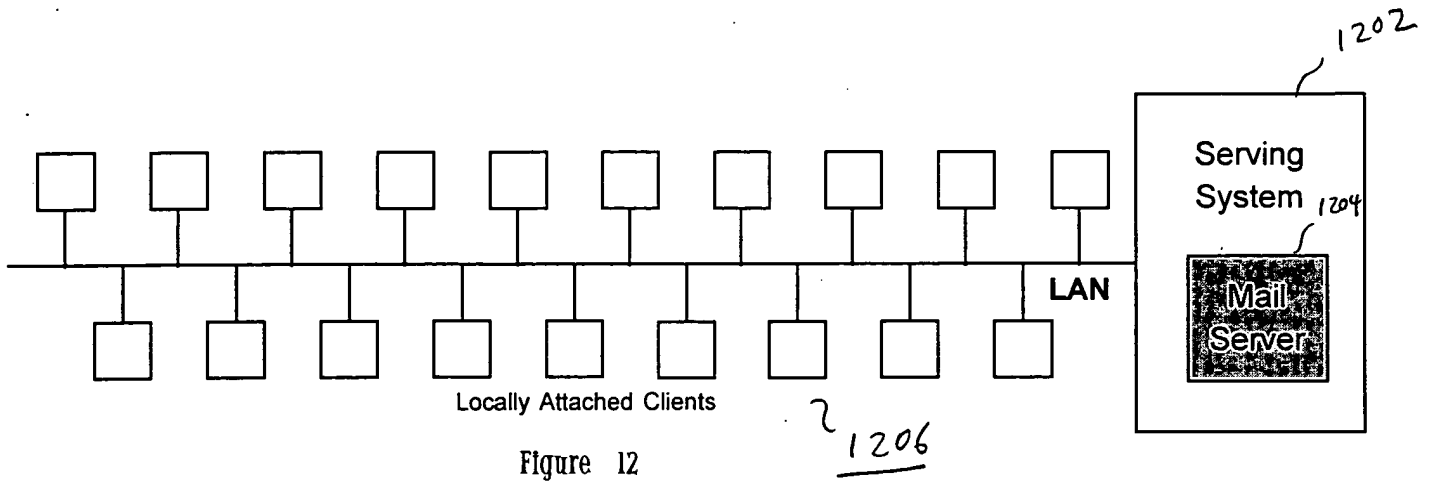 1202
Serving
System
1204
Mail
Server
LAN
Locally Attached Clients
1206
Figure 12